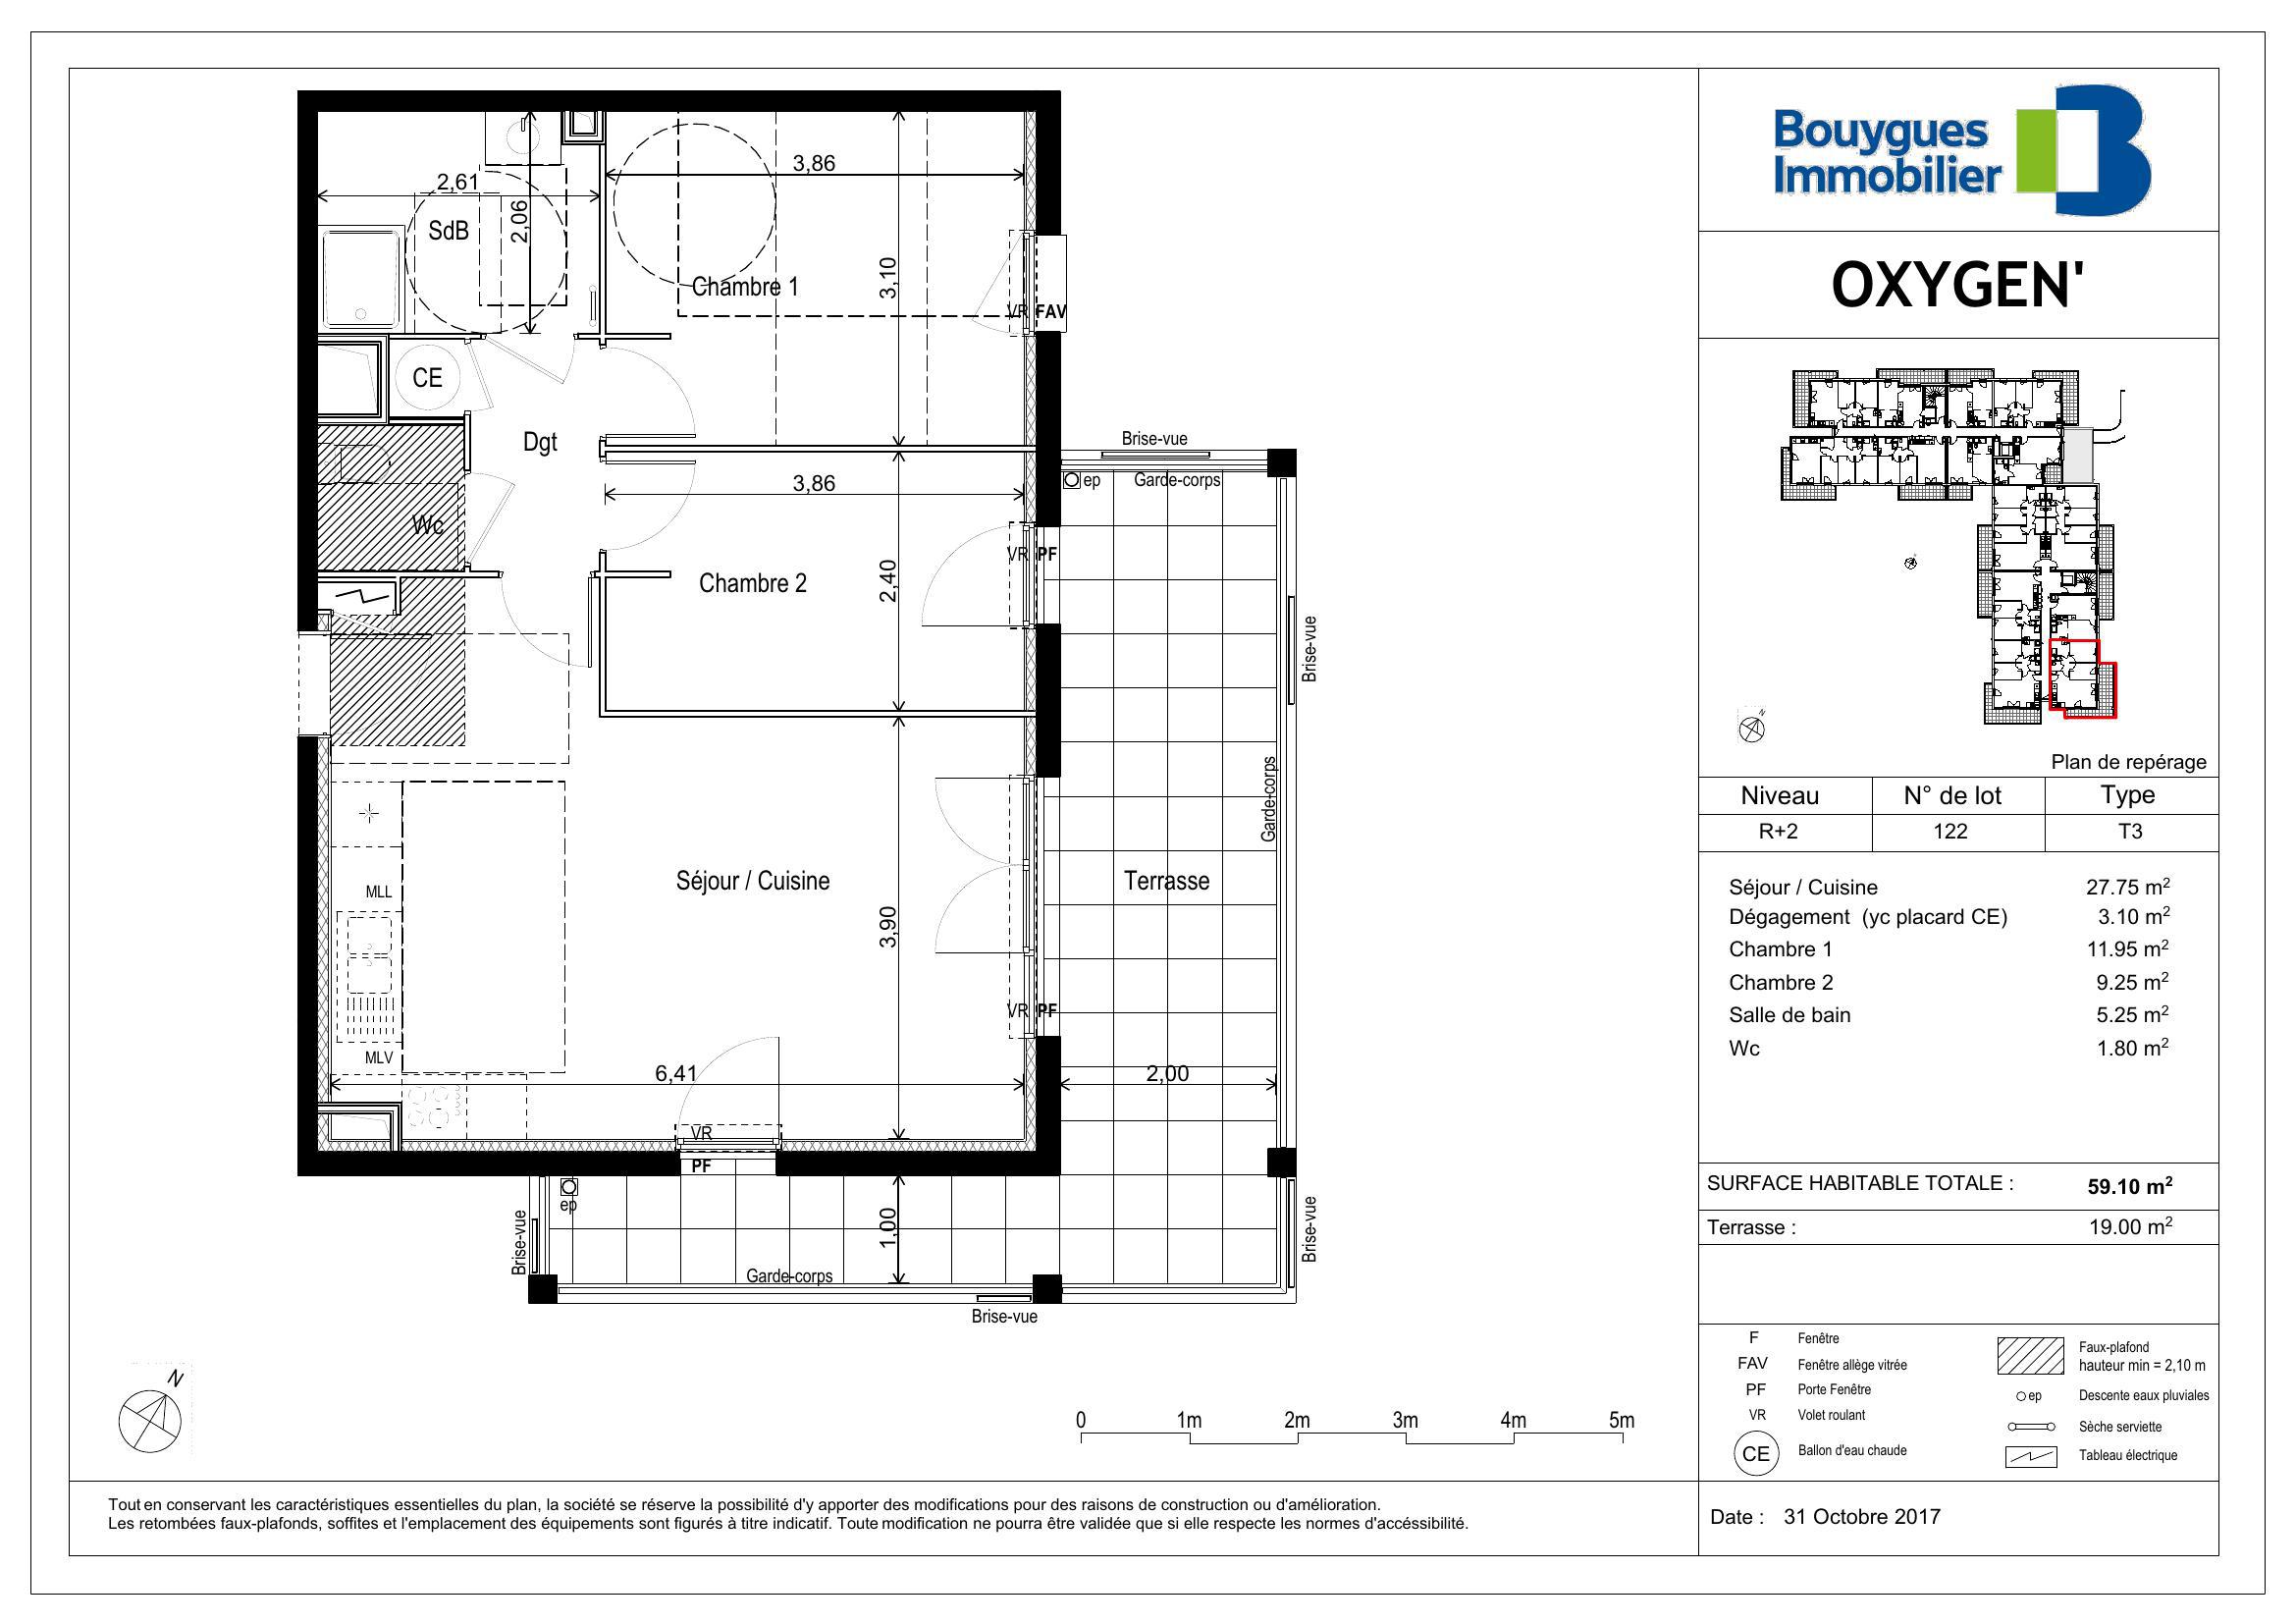 2,61
2,06
SdB
3,86
3,10
Chambre 1
VR FAV
CE
Dgt
Wc
3,86
Chambre 2
2,40
VR PF
Brise-vue
ep
Garde-corps
Brise-vue
Garde-corps
Séjour / Cuisine
Terrasse
MLL
MLV
3,90
VR PF
6,41
2,00
VR
PF
ep
Brise-vue
1,00
Garde-corps
Brise-vue
Brise-vue
N
0 1m 2m 3m 4m 5m
Tout en conservant les caractéristiques essentielles du plan, la société se réserve la possibilité d'y apporter des modifications pour des raisons de construction ou d'amélioration.
Les retombées faux-plafonds, soffites et l'emplacement des équipements sont figurés à titre indicatif. Toute modification ne pourra être validée que si elle respecte les normes d'accéssibilité.
Bouygues
Immobilier
OXYGEN'
N
Plan de repérage
Niveau N° de lot Type
R+2 122 T3
Séjour / Cuisine 27.75 m²
Dégagement (yc placard CE) 3.10 m²
Chambre 1 11.95 m²
Chambre 2 9.25 m²
Salle de bain 5.25 m²
Wc 1.80 m²
SURFACE HABITABLE TOTALE : 59.10 m²
Terrasse : 19.00 m²
F Fenêtre
FAV Fenêtre allège vitrée
PF Porte Fenêtre
VR Volet roulant
CE Ballon d'eau chaude
Faux-plafond
hauteur min = 2,10 m
ep Descente eaux pluviales
Sèche serviette
Tableau électrique
Date : 31 Octobre 2017